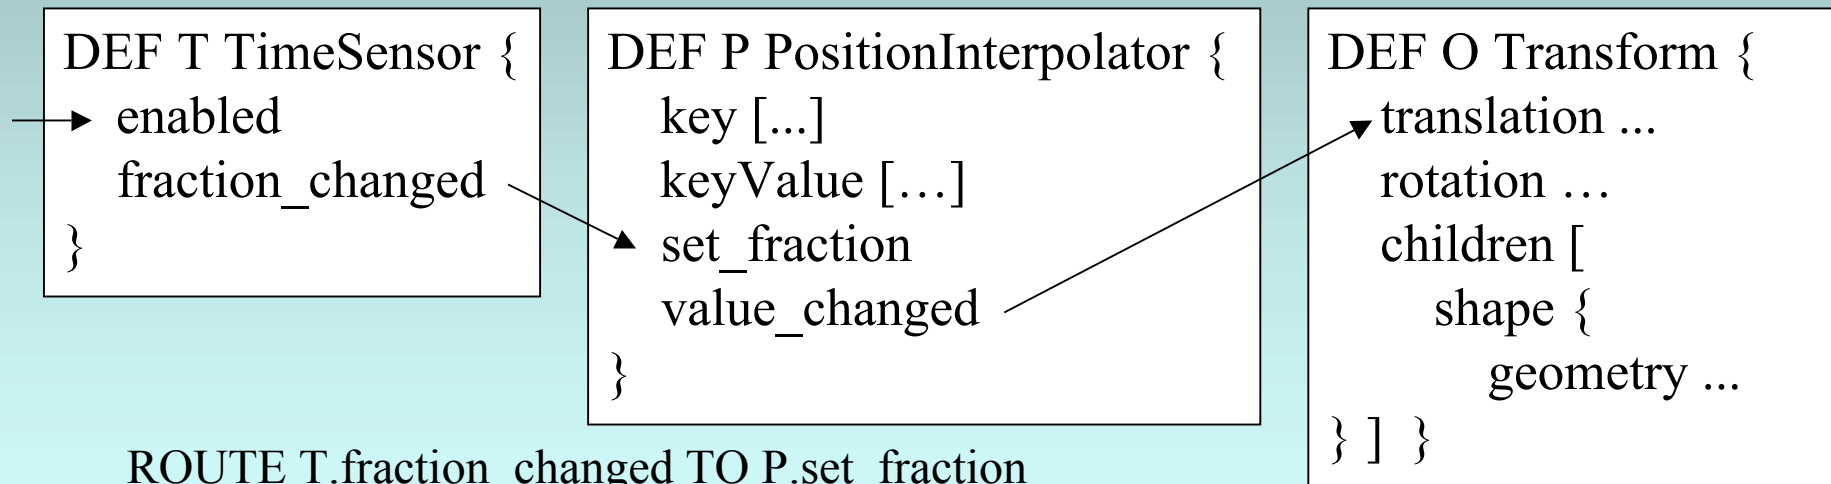 DEF T TimeSensor {
enabled
fraction_changed
}
DEF P PositionInterpolator {
key [...]
keyValue […]
set_fraction
value_changed
}
DEF O Transform {
translation ...
rotation …
children [
shape {
geometry ...
} ] }
ROUTE T.fraction_changed TO P.set_fraction